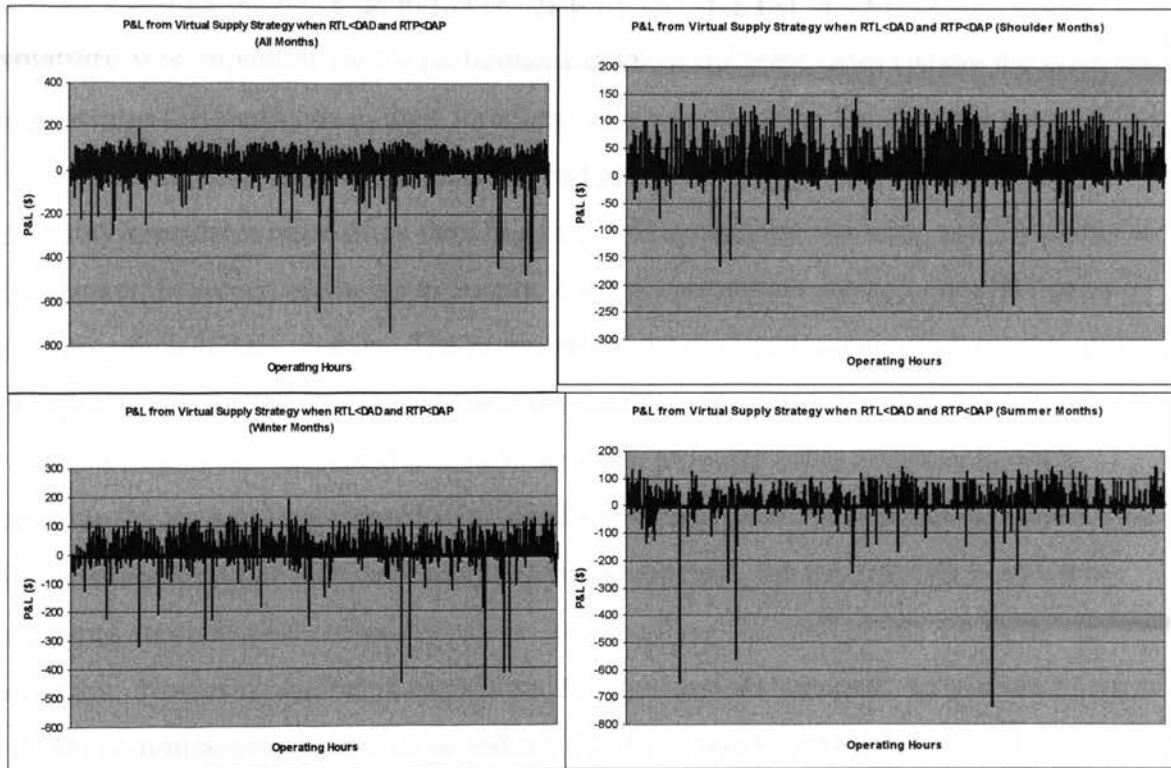 P&L from Virtual Supply Strategy when RTL<DAD and RTP<DAP
(All Months)
400
200
0
-200
-400
-600
-800
P&L ($)
Operating Hours
P&L from Virtual Supply Strategy when RTL<DAD and RTP<DAP (Shoulder Months)
200
150
100
50
0
-50
-100
-150
-200
-250
-300
P&L ($)
Operating Hours
P&L from Virtual Supply Strategy when RTL<DAD and RTP<DAP
(Winter Months)
300
200
100
0
-100
-200
-300
-400
-500
-600
P&L ($)
Operating Hours
P&L from Virtual Supply Strategy when RTL<DAD and RTP<DAP (Summer Months)
200
100
0
-100
-200
-300
-400
-500
-600
-700
-800
P&L ($)
Operating Hours